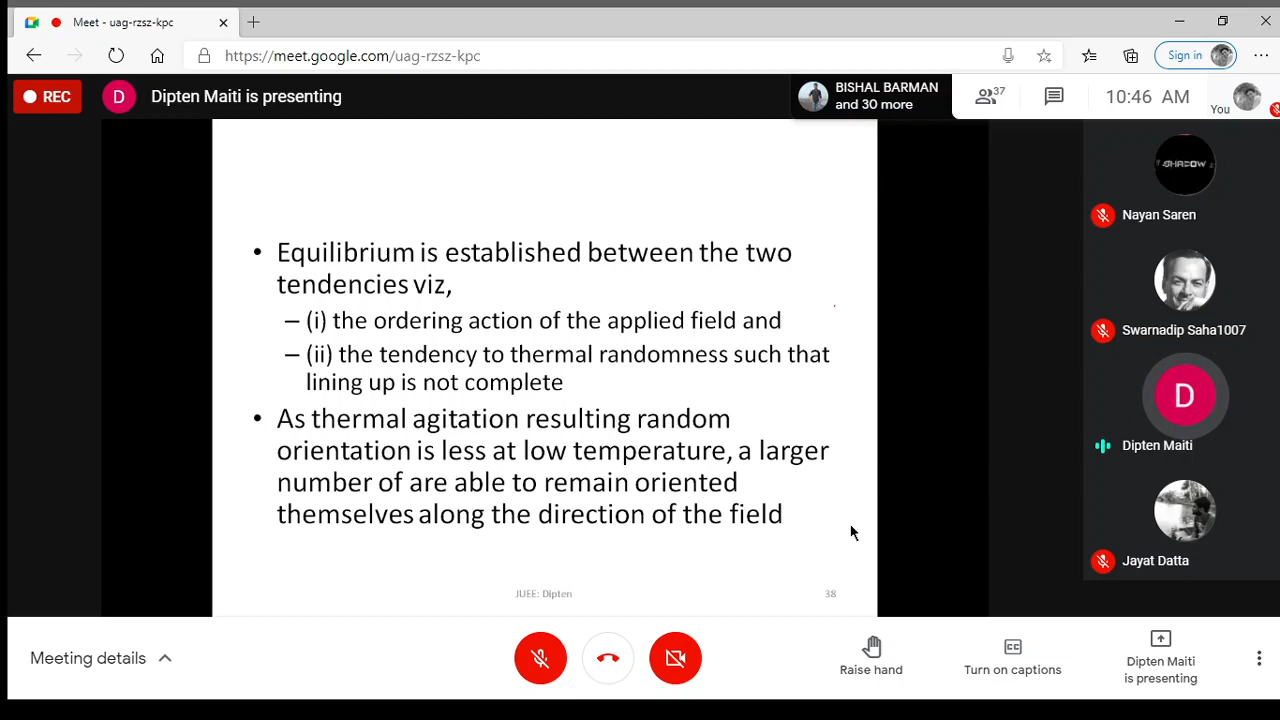 Meet - uag-rzsz-kpc
https://meet.google.com/uag-rzsz-kpc
Sign in
REC
D
Dipten Maiti is presenting
BISHAL BARMAN
and 30 more
37
10:46 AM
You
• Equilibrium is established between the two
tendencies viz,
– (i) the ordering action of the applied field and
– (ii) the tendency to thermal randomness such that
lining up is not complete
• As thermal agitation resulting random
orientation is less at low temperature, a larger
number of are able to remain oriented
themselves along the direction of the field
JUEE: Dipten
38
SHADOW
Nayan Saren
Swarnadip Saha1007
D
Dipten Maiti
Jayat Datta
Meeting details
Raise hand
CC
Turn on captions
Dipten Maiti
is presenting